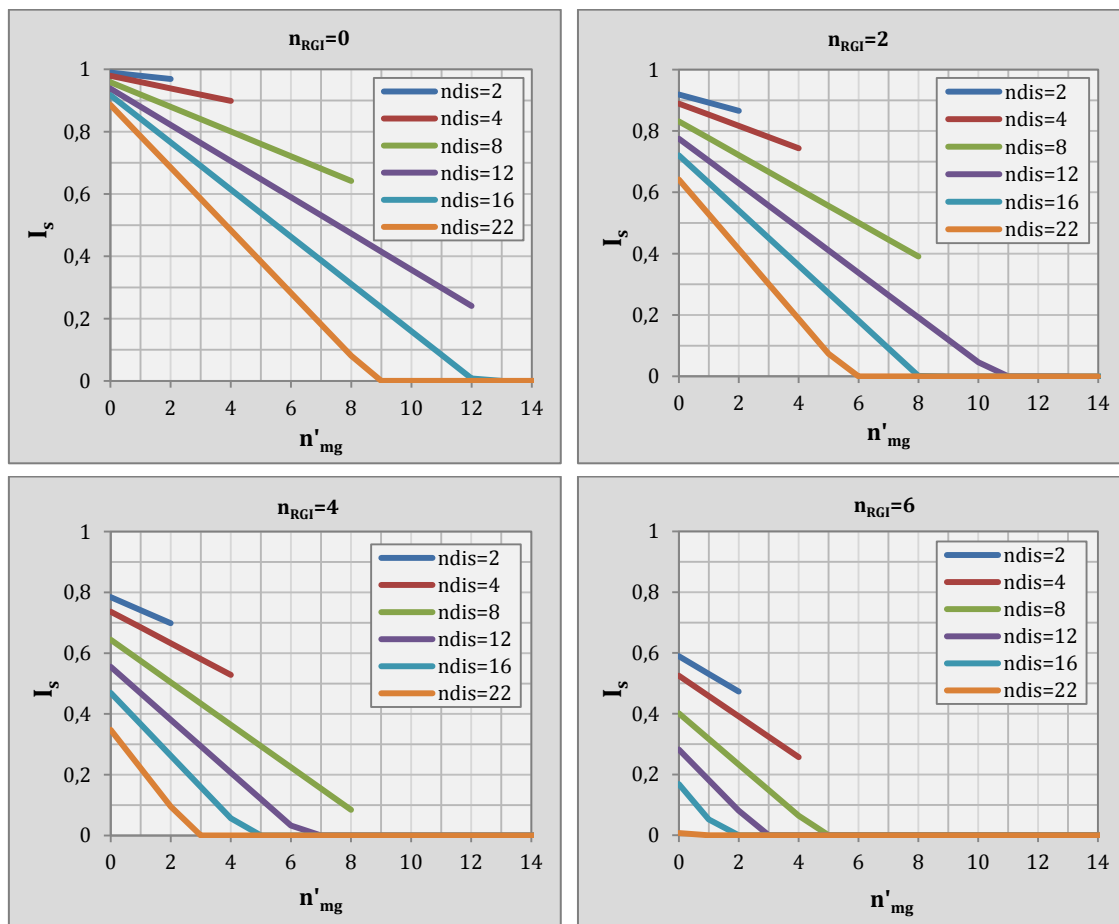 n_RGI=0
1
0,8
0,6
0,4
0,2
0
I_s
ndis=2
ndis=4
ndis=8
ndis=12
ndis=16
ndis=22
0 2 4 6 8 10 12 14
n'_mg
n_RGI=2
1
0,8
0,6
0,4
0,2
0
I_s
ndis=2
ndis=4
ndis=8
ndis=12
ndis=16
ndis=22
0 2 4 6 8 10 12 14
n'_mg
n_RGI=4
1
0,8
0,6
0,4
0,2
0
I_s
ndis=2
ndis=4
ndis=8
ndis=12
ndis=16
ndis=22
0 2 4 6 8 10 12 14
n'_mg
n_RGI=6
1
0,8
0,6
0,4
0,2
0
I_s
ndis=2
ndis=4
ndis=8
ndis=12
ndis=16
ndis=22
0 2 4 6 8 10 12 14
n'_mg